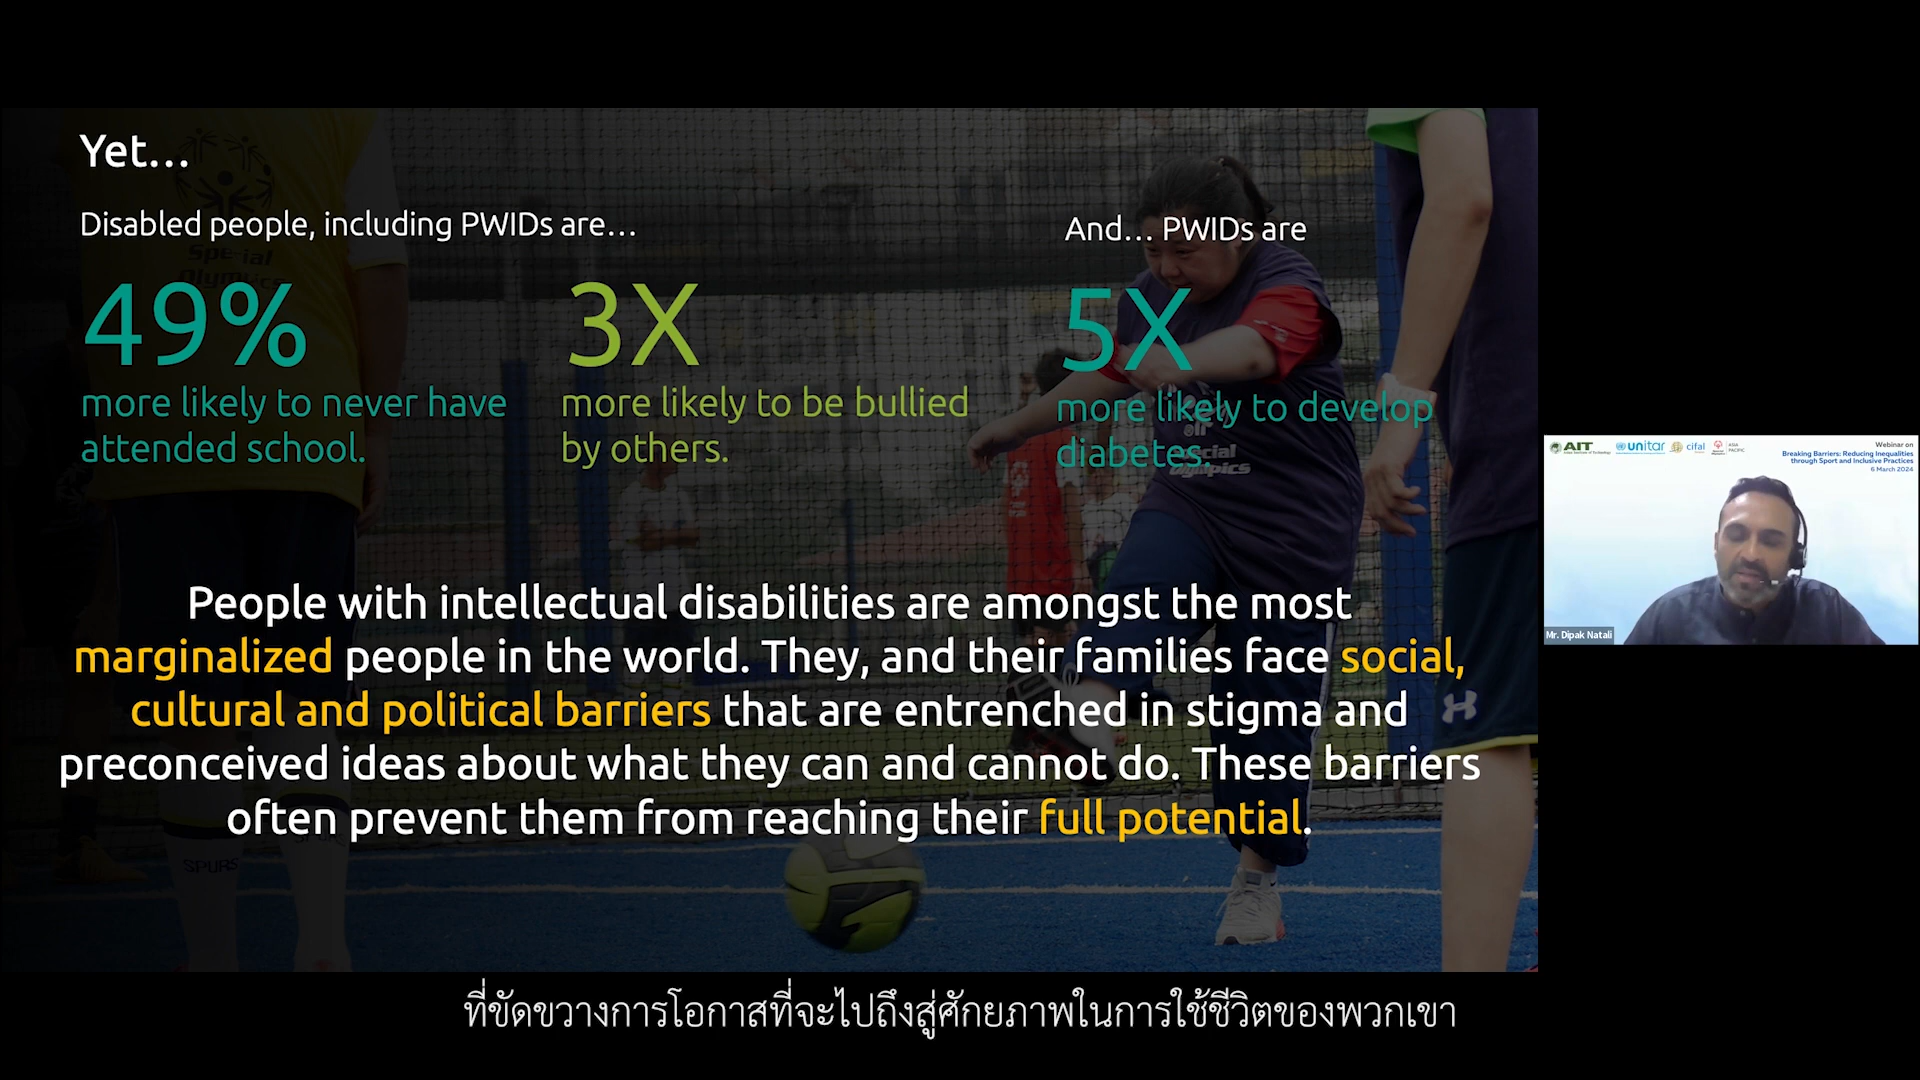 Yet...
Disabled people, including PWIDs are...
And... PWIDs are
49%
more likely to never have
attended school.
3X
more likely to be bullied
by others.
5X
more likely to develop
diabetes.
People with intellectual disabilities are amongst the most
marginalized people in the world. They, and their families face social,
cultural and political barriers that are entrenched in stigma and
preconceived ideas about what they can and cannot do. These barriers
often prevent them from reaching their full potential.
Special
Olympics
SPURS
Special
Olympics
AIT
unitar
cifal
ASIA
PACIFIC
Webinar on
Breaking Barriers: Reducing Inequalities
through Sport and Inclusive Practices
6 March 2024
Mr. Dipak Natali
ที่ขัดขวางการโอกาสที่จะไปถึงสู่ศักยภาพในการใช้ชีวิตของพวกเขา